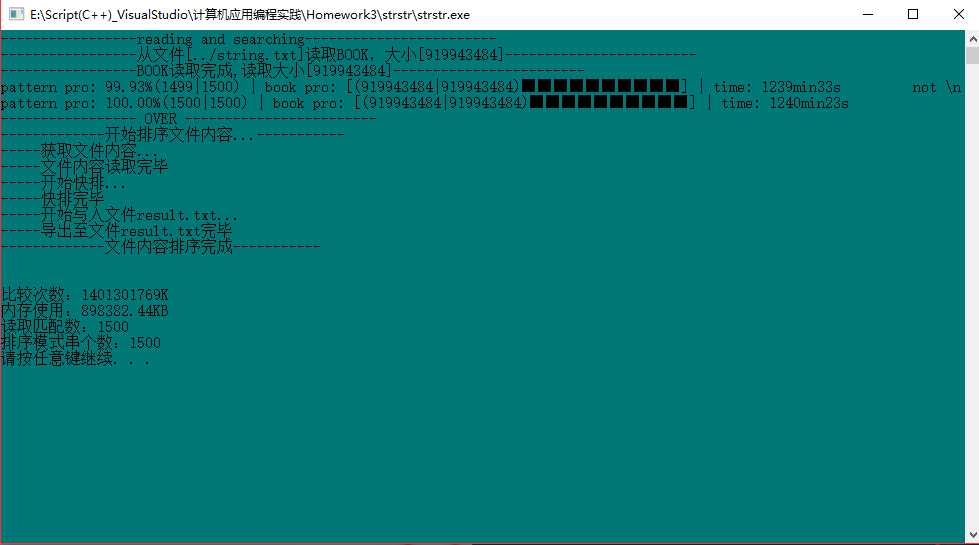 E:\Script(C++)_VisualStudio\计算机应用编程实践\Homework3\strstr\strstr.exe
-----------------reading and searching------------------------
-----------------从文件[../string.txt]读取BOOK，大小[919943484]------------------------
-----------------BOOK读取完成,读取大小[919943484]------------------------
pattern pro: 99.93%(1499|1500) | book pro: [(919943484|919943484)■■■■■■■■■■] | time: 1239min33s         not \n
pattern pro: 100.00%(1500|1500) | book pro: [(919943484|919943484)■■■■■■■■■■] | time: 1240min23s
----------------- OVER ------------------------
-------------开始排序文件内容...-----------
-----获取文件内容...
-----文件内容读取完毕
-----开始快排...
-----快排完毕
-----开始写入文件result.txt...
-----导出至文件result.txt完毕
-------------文件内容排序完成-----------
比较次数：1401301769K
内存使用：898382.44KB
读取匹配数：1500
排序模式串个数：1500
请按任意键继续. . .